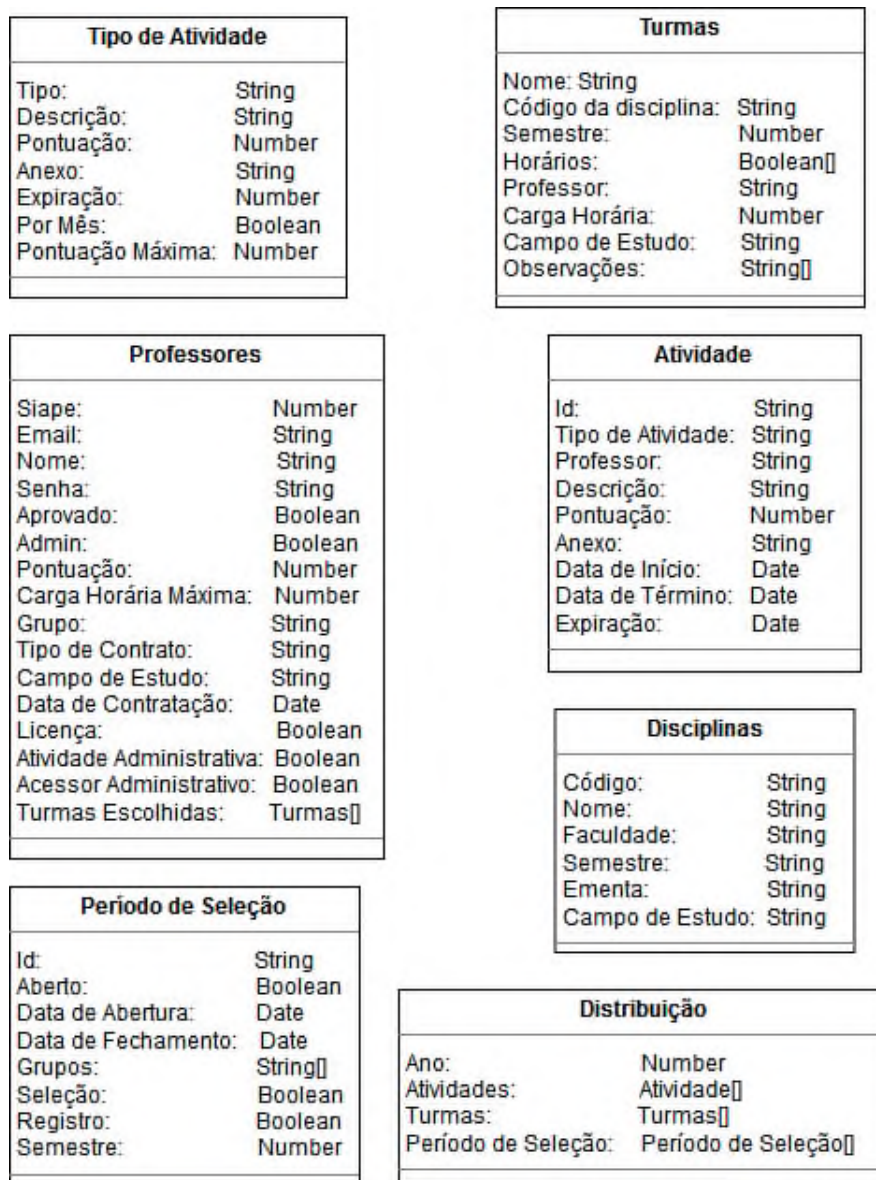 Tipo de Atividade
Tipo: String
Descrição: String
Pontuação: Number
Anexo: String
Expiração: Number
Por Mês: Boolean
Pontuação Máxima: Number
Turmas
Nome: String
Código da disciplina: String
Semestre: Number
Horários: Boolean[]
Professor: String
Carga Horária: Number
Campo de Estudo: String
Observações: String[]
Professores
Siape: Number
Email: String
Nome: String
Senha: String
Aprovado: Boolean
Admin: Boolean
Pontuação: Number
Carga Horária Máxima: Number
Grupo: String
Tipo de Contrato: String
Campo de Estudo: String
Data de Contratação: Date
Licença: Boolean
Atividade Administrativa: Boolean
Acessor Administrativo: Boolean
Turmas Escolhidas: Turmas[]
Atividade
Id: String
Tipo de Atividade: String
Professor: String
Descrição: String
Pontuação: Number
Anexo: String
Data de Início: Date
Data de Término: Date
Expiração: Date
Disciplinas
Código: String
Nome: String
Faculdade: String
Semestre: String
Ementa: String
Campo de Estudo: String
Período de Seleção
Id: String
Aberto: Boolean
Data de Abertura: Date
Data de Fechamento: Date
Grupos: String[]
Seleção: Boolean
Registro: Boolean
Semestre: Number
Distribuição
Ano: Number
Atividades: Atividade[]
Turmas: Turmas[]
Período de Seleção: Período de Seleção[]